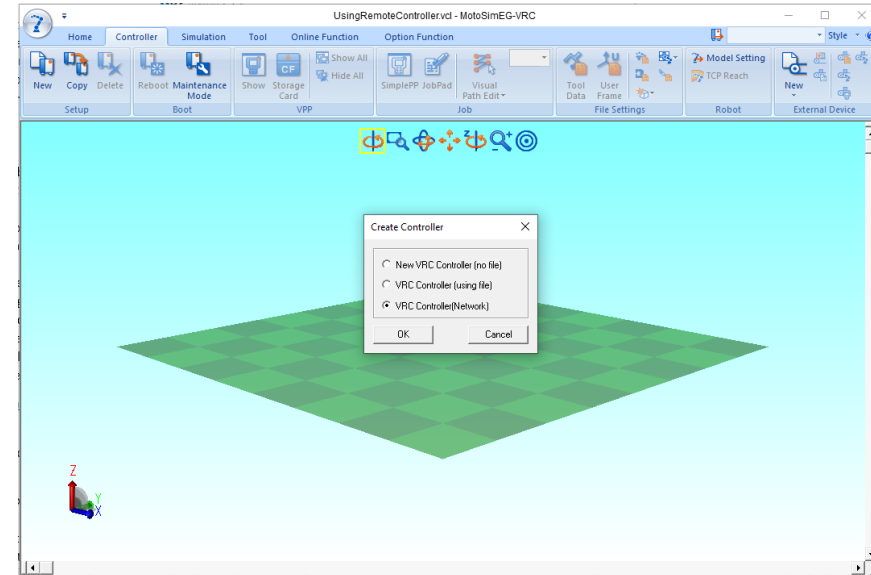 UsingRemoteController.vcl - MotoSimEG-VRC
Home Controller Simulation Tool Online Function Option Function Style
New Copy Delete Reboot Maintenance Mode Show CF Storage Card Show All Hide All SimplePP JobPad Visual Path Edit Tool Data User Frame Model Setting TCP Reach New
Setup Boot VPP Job File Settings Robot External Device
Create Controller
New VRC Controller (no file)
VRC Controller (using file)
VRC Controller(Network)
OK Cancel
Z
Y
X